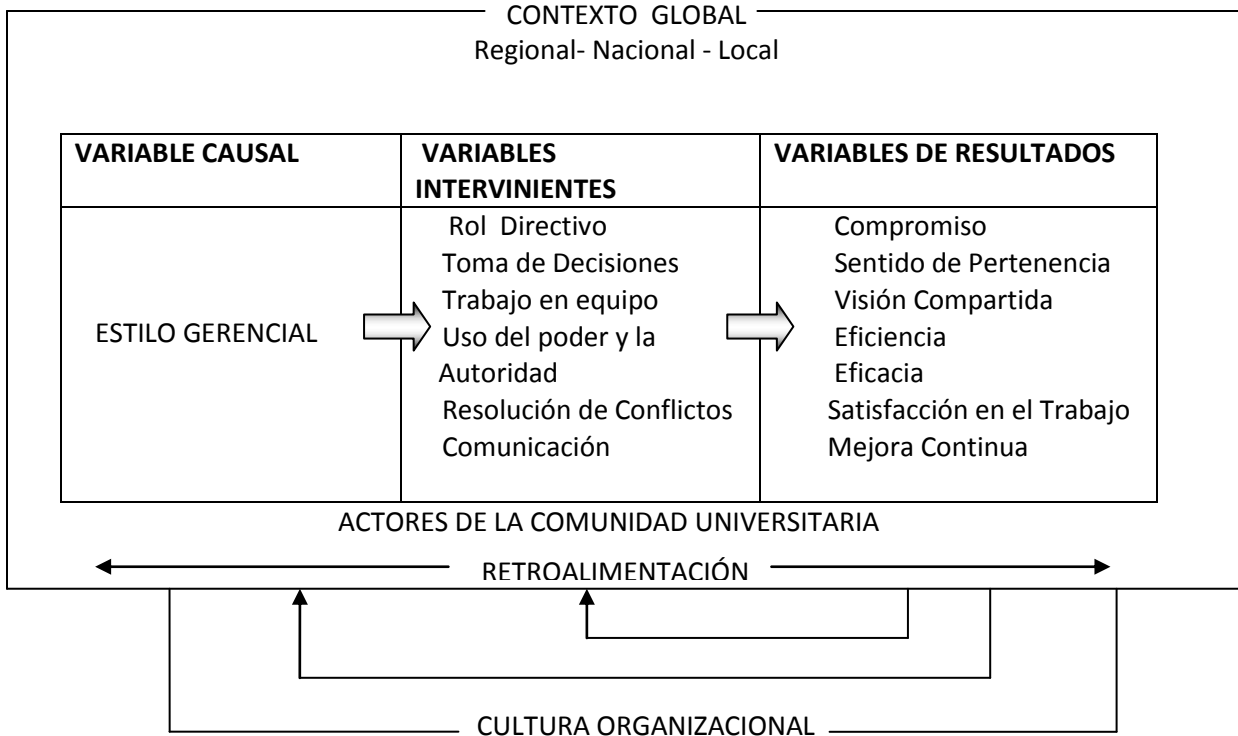 CONTEXTO GLOBAL
Regional- Nacional - Local
VARIABLE CAUSAL
VARIABLES
INTERVINIENTES
VARIABLES DE RESULTADOS
ESTILO GERENCIAL
Rol Directivo
Toma de Decisiones
Trabajo en equipo
Uso del poder y la
Autoridad
Resolución de Conflictos
Comunicación
Compromiso
Sentido de Pertenencia
Visión Compartida
Eficiencia
Eficacia
Satisfacción en el Trabajo
Mejora Continua
ACTORES DE LA COMUNIDAD UNIVERSITARIA
RETROALIMENTACIÓN
CULTURA ORGANIZACIONAL